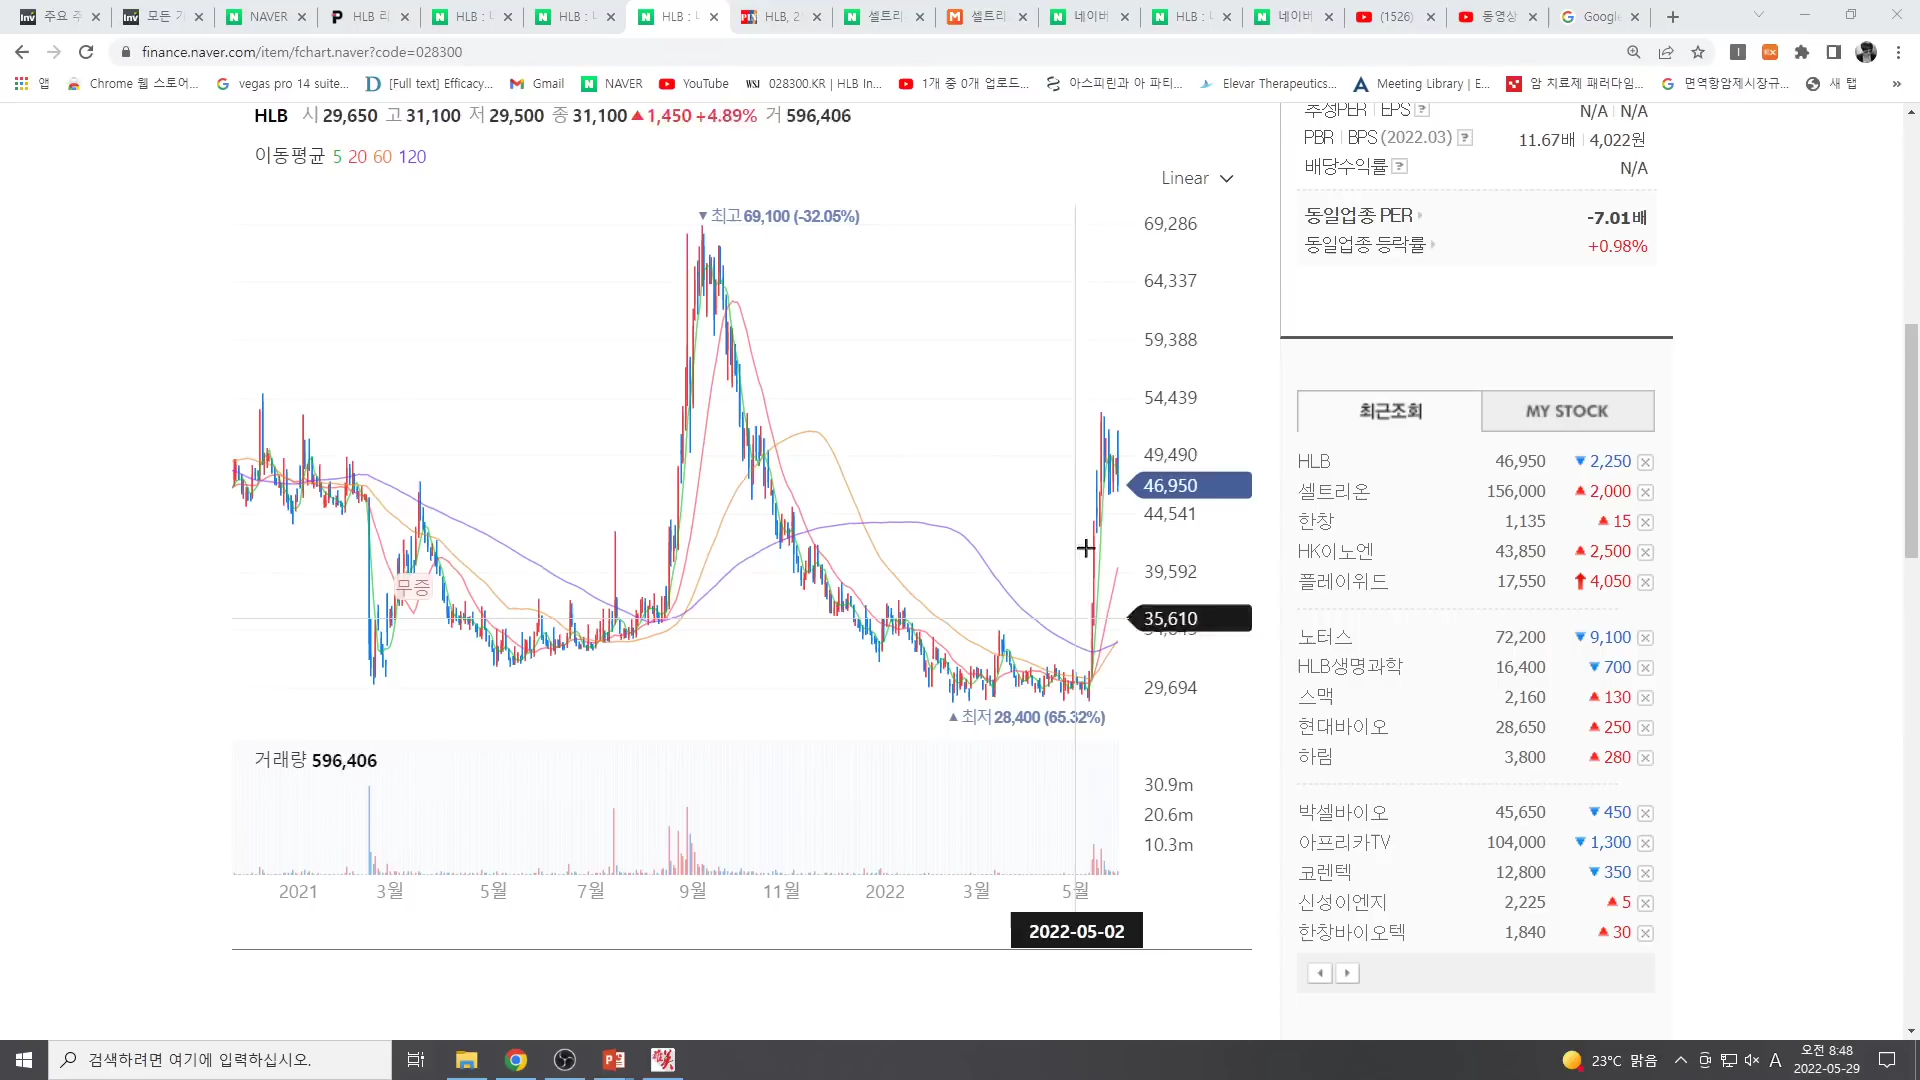 주요 주
모든 기
NAVER
HLB 리
HLB : 니
HLB : 니
HLB : 니
HLB, 2
셀트리
셀트리
네이버
HLB : 니
네이버
(1526)
동영상
Google
finance.naver.com/item/fchart.naver?code=028300
앱
Chrome 웹 스토어...
vegas pro 14 suite...
[Full text] Efficacy...
Gmail
NAVER
YouTube
WSJ 028300.KR | HLB In...
1개 중 0개 업로드...
아스피린과 아 파티...
Elevar Therapeutics...
Meeting Library | E...
암 치료제 패러다임...
면역항암제시장규...
새 탭
»
HLB 시 29,650 고 31,100 저 29,500 종 31,100 ▲1,450 +4.89% 거 596,406
이동평균 5 20 60 120
Linear
▼최고 69,100 (-32.05%)
69,286
64,337
59,388
54,439
49,490
46,950
44,541
39,592
35,610
29,694
무증
▲최저 28,400 (65.32%)
거래량 596,406
30.9m
20.6m
10.3m
2021 3월 5월 7월 9월 11월 2022 3월 5월
2022-05-02
추정PER | EPS ? N/A | N/A
PBR | BPS (2022.03) ? 11.67배 | 4,022원
배당수익률 ? N/A
동일업종 PER -7.01배
동일업종 등락률 +0.98%
최근조회 MY STOCK
HLB 46,950 ▼ 2,250
셀트리온 156,000 ▲ 2,000
한창 1,135 ▲ 15
HK이노엔 43,850 ▲ 2,500
플레이위드 17,550 ↑ 4,050
노터스 72,200 ▼ 9,100
HLB생명과학 16,400 ▼ 700
스맥 2,160 ▲ 130
현대바이오 28,650 ▲ 250
하림 3,800 ▲ 280
박셀바이오 45,650 ▼ 450
아프리카TV 104,000 ▼ 1,300
코렌텍 12,800 ▼ 350
신성이엔지 2,225 ▲ 5
한창바이오텍 1,840 ▲ 30
검색하려면 여기에 입력하십시오.
23°C 맑음
A
오전 8:48
2022-05-29